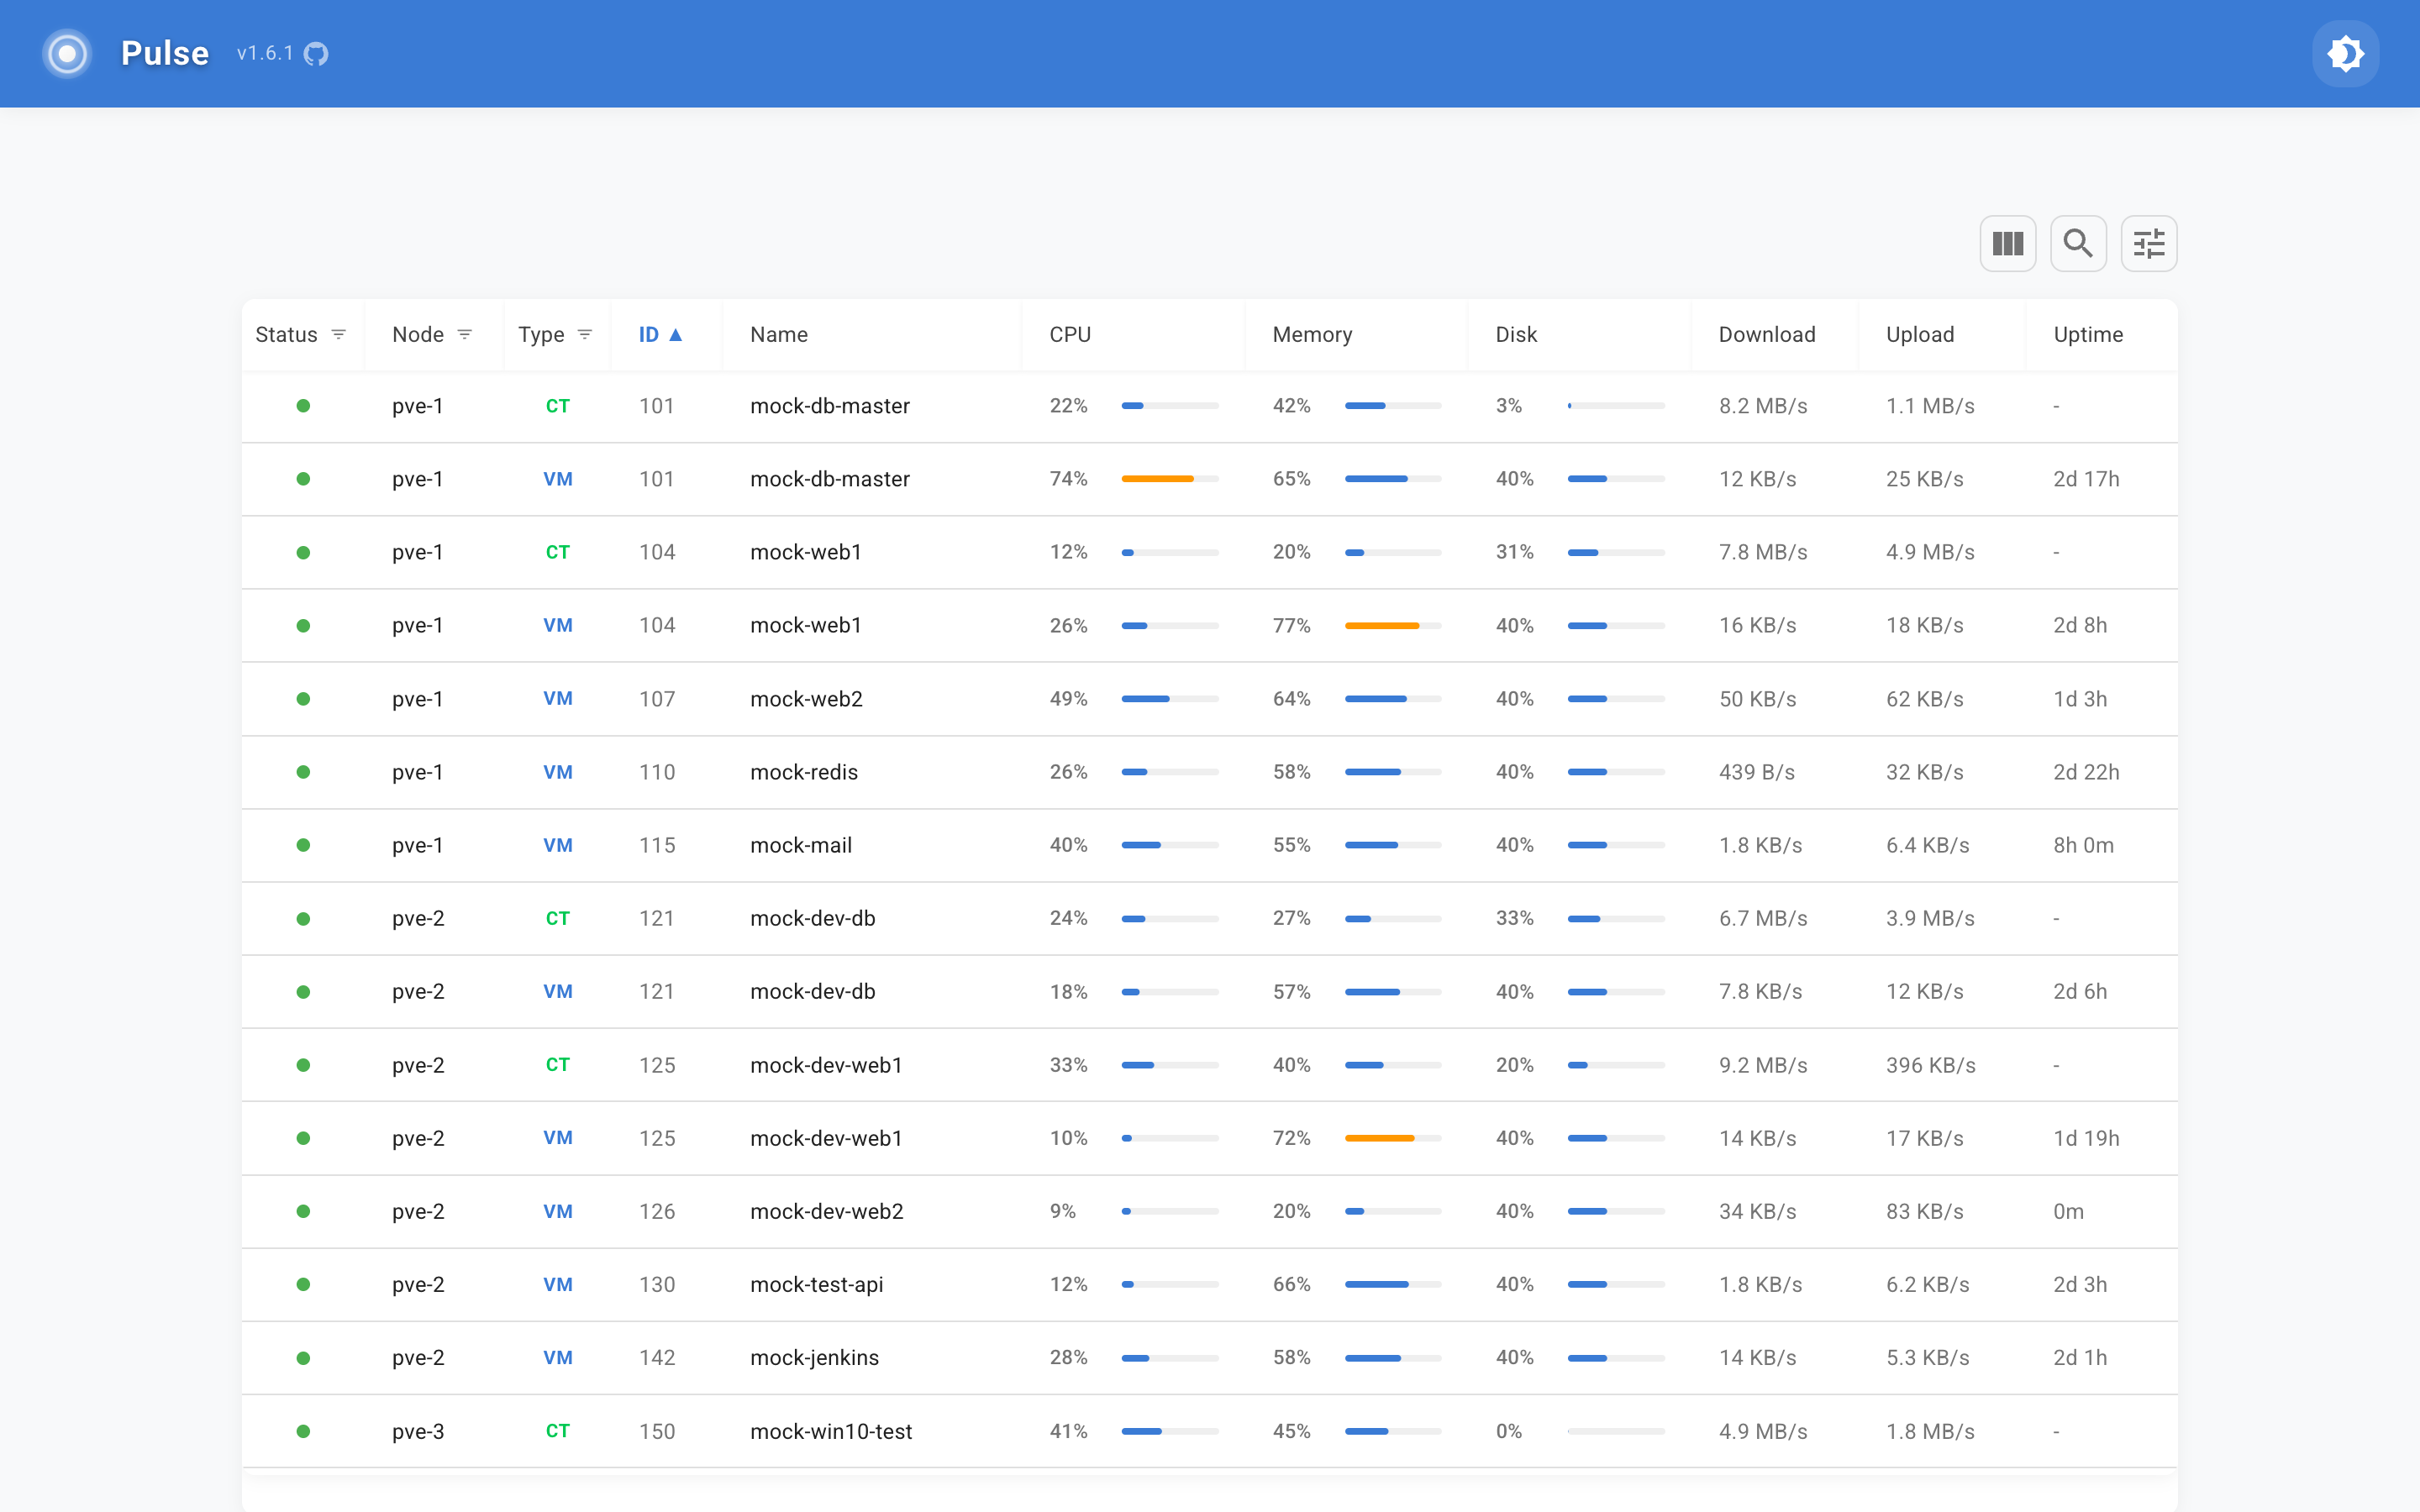 Pulse v1.6.1
Status Node Type ID ▲ Name CPU Memory Disk Download Upload Uptime
pve-1 CT 101 mock-db-master 22% 42% 3% 8.2 MB/s 1.1 MB/s -
pve-1 VM 101 mock-db-master 74% 65% 40% 12 KB/s 25 KB/s 2d 17h
pve-1 CT 104 mock-web1 12% 20% 31% 7.8 MB/s 4.9 MB/s -
pve-1 VM 104 mock-web1 26% 77% 40% 16 KB/s 18 KB/s 2d 8h
pve-1 VM 107 mock-web2 49% 64% 40% 50 KB/s 62 KB/s 1d 3h
pve-1 VM 110 mock-redis 26% 58% 40% 439 B/s 32 KB/s 2d 22h
pve-1 VM 115 mock-mail 40% 55% 40% 1.8 KB/s 6.4 KB/s 8h 0m
pve-2 CT 121 mock-dev-db 24% 27% 33% 6.7 MB/s 3.9 MB/s -
pve-2 VM 121 mock-dev-db 18% 57% 40% 7.8 KB/s 12 KB/s 2d 6h
pve-2 CT 125 mock-dev-web1 33% 40% 20% 9.2 MB/s 396 KB/s -
pve-2 VM 125 mock-dev-web1 10% 72% 40% 14 KB/s 17 KB/s 1d 19h
pve-2 VM 126 mock-dev-web2 9% 20% 40% 34 KB/s 83 KB/s 0m
pve-2 VM 130 mock-test-api 12% 66% 40% 1.8 KB/s 6.2 KB/s 2d 3h
pve-2 VM 142 mock-jenkins 28% 58% 40% 14 KB/s 5.3 KB/s 2d 1h
pve-3 CT 150 mock-win10-test 41% 45% 0% 4.9 MB/s 1.8 MB/s -